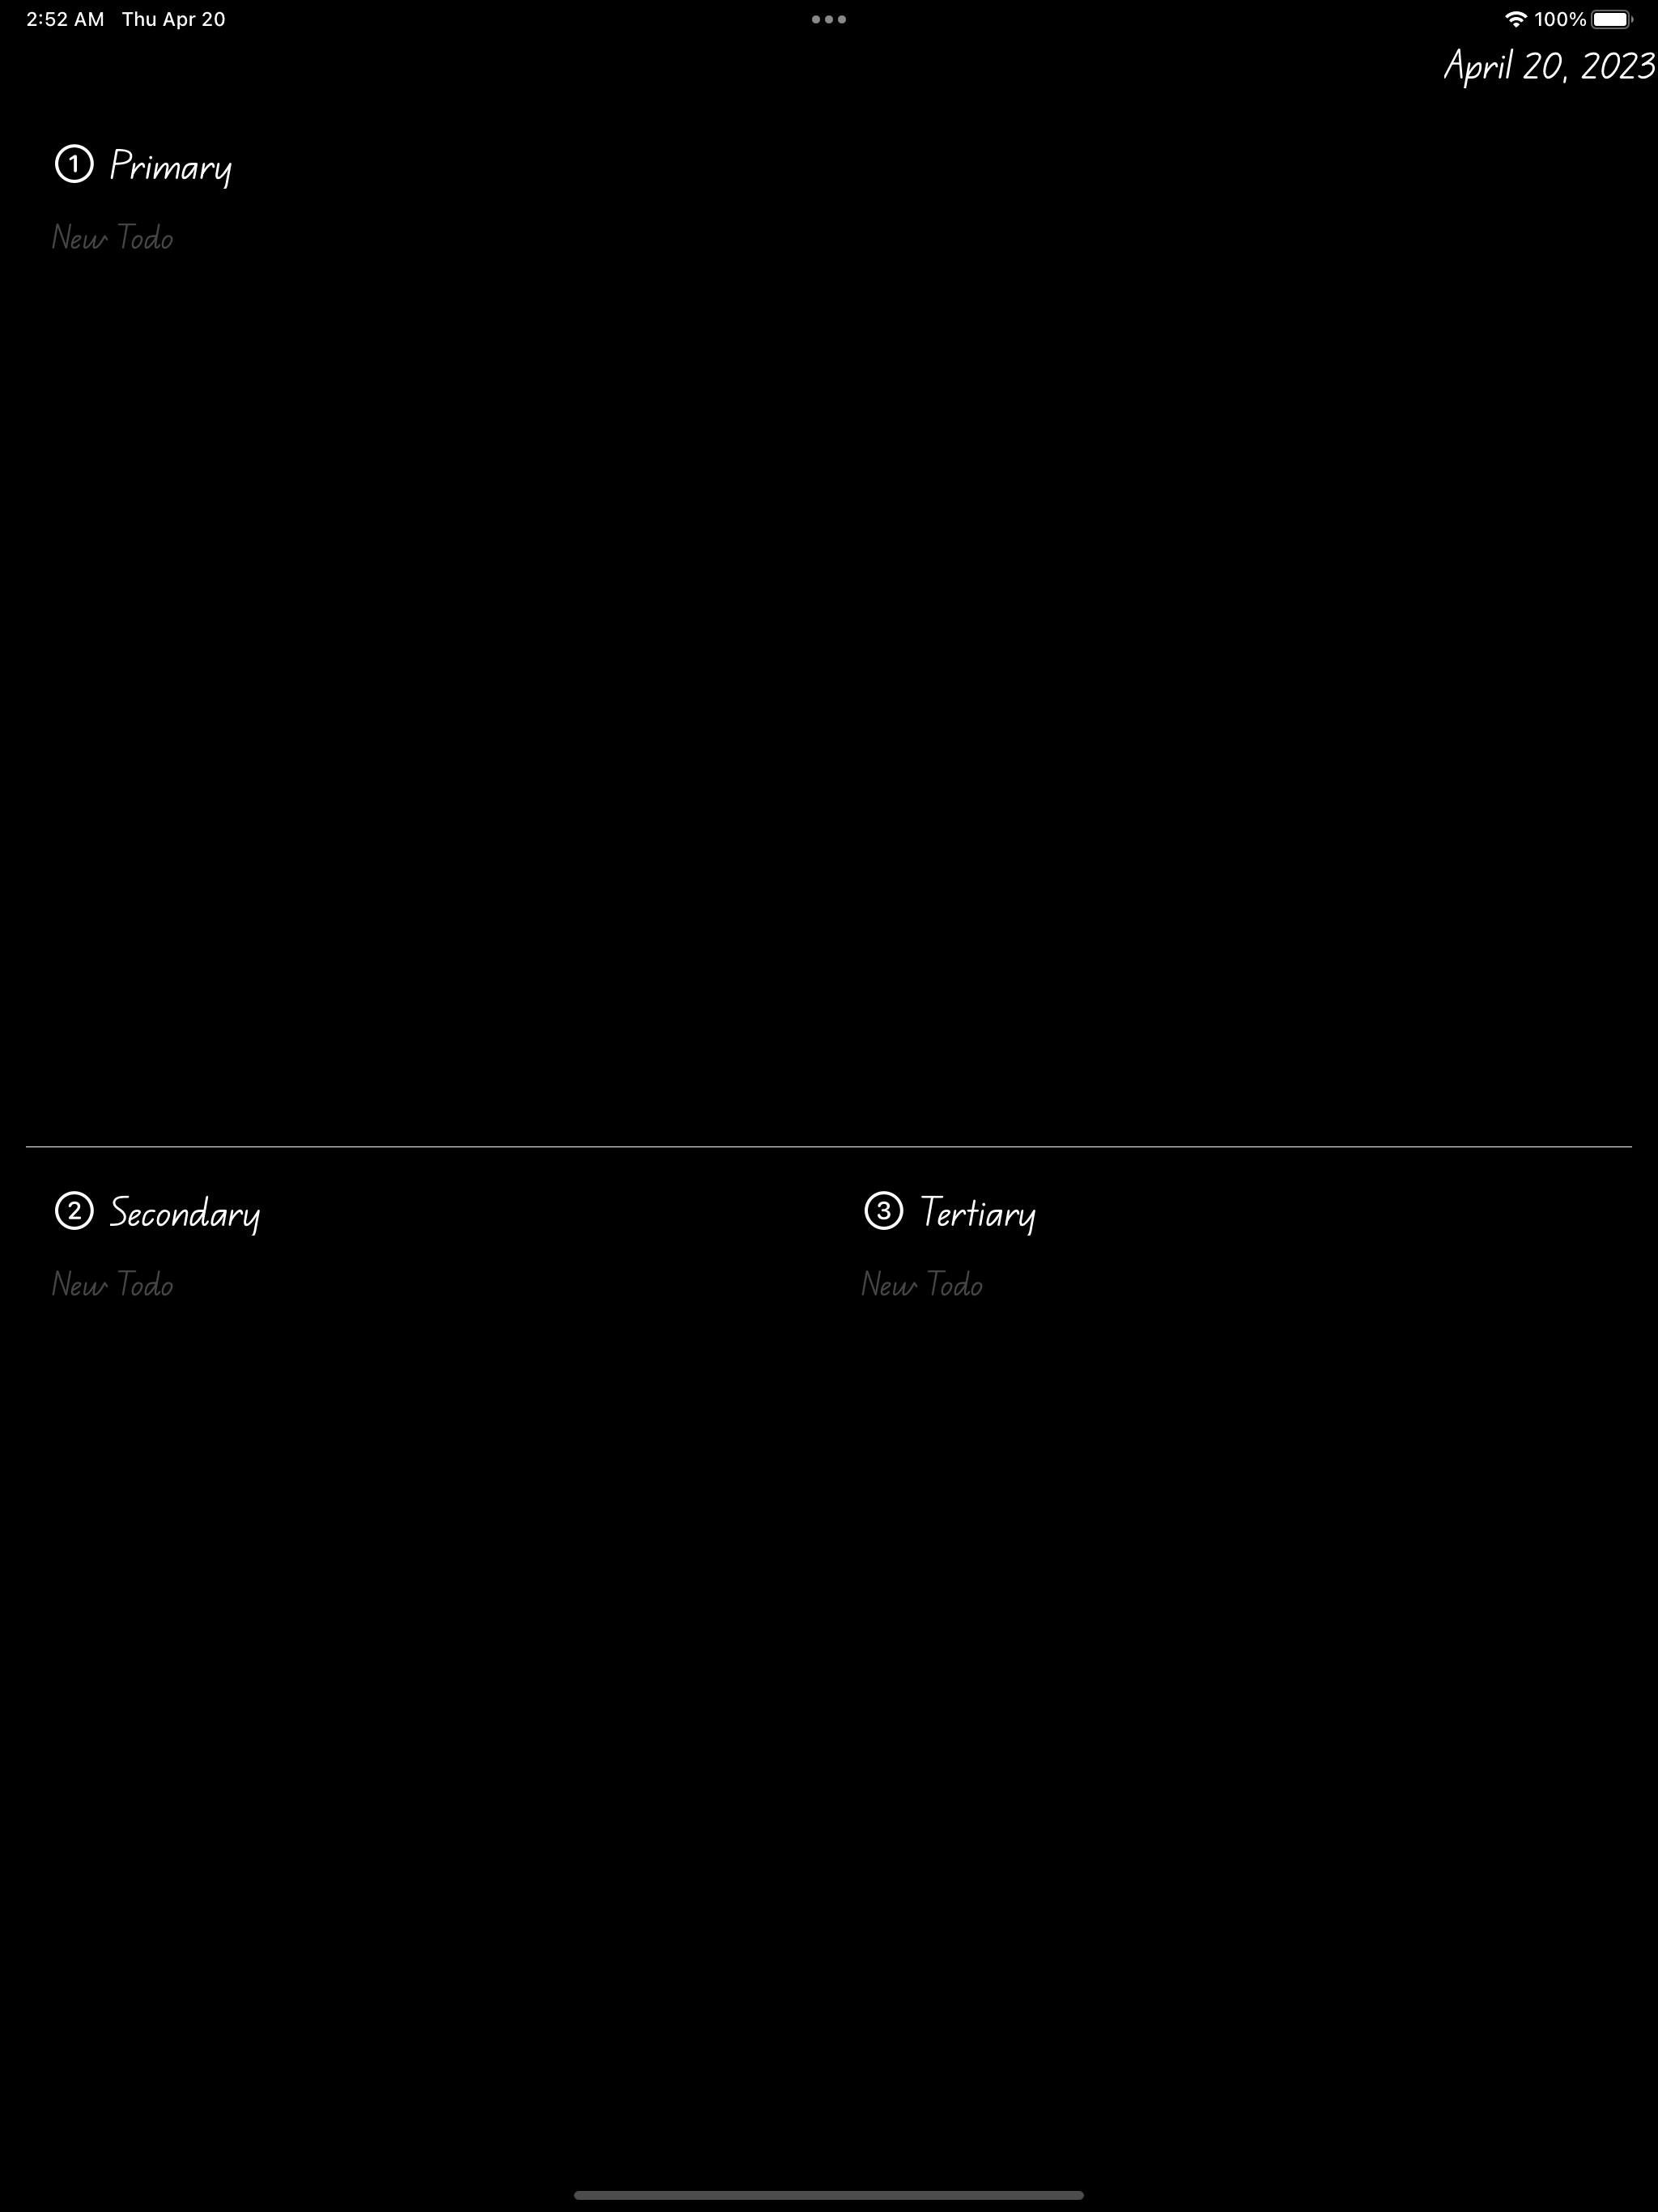 2:52 AM Thu Apr 20 100%
April 20, 2023
1 Primary
New Todo
2 Secondary
New Todo
3 Tertiary
New Todo